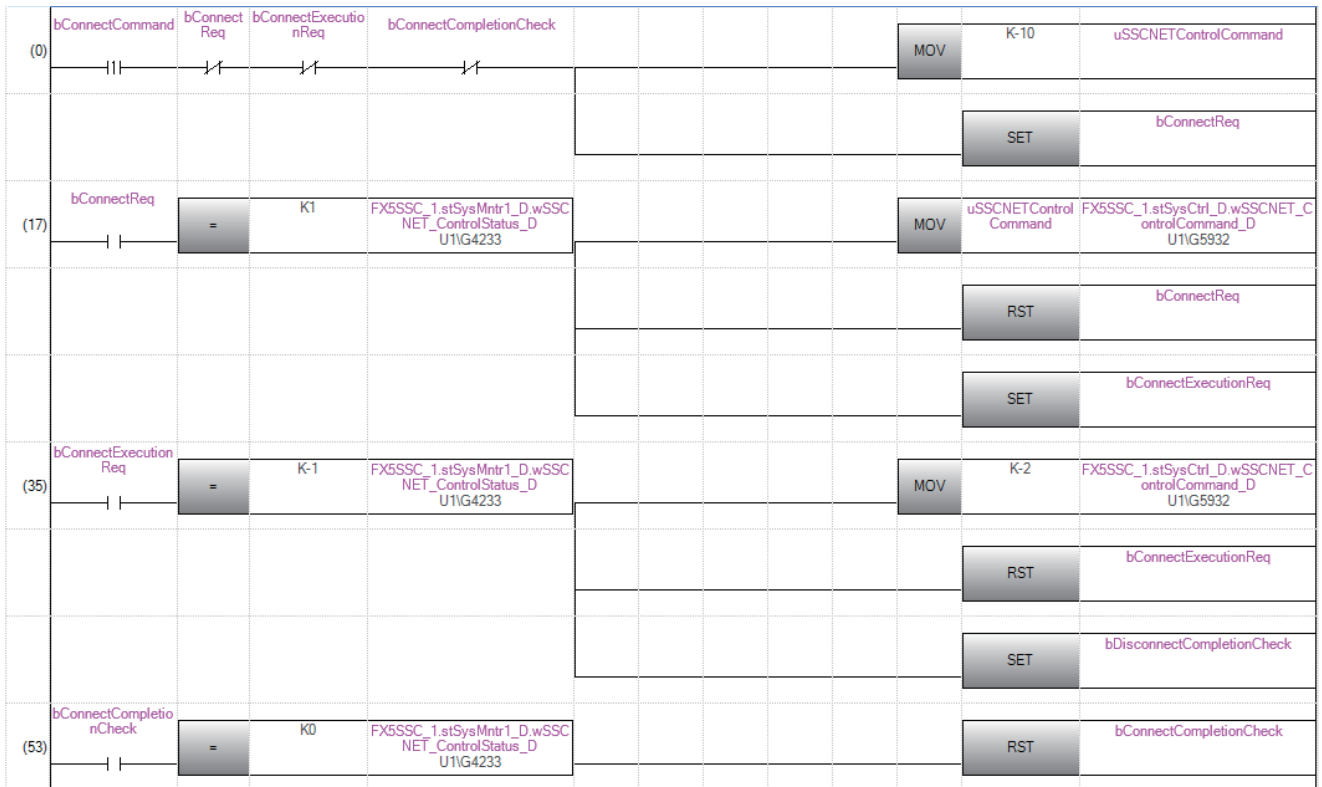 bConnectCommand
bConnect
Req
bConnectExecutio
nReq
bConnectCompletionCheck
(0)
MOV
K-10
uSSCNETControlCommand
SET
bConnectReq
(17)
bConnectReq
=
K1
FX5SSC_1.stSysMntr1_D.wSSC
NET_ControlStatus_D
U1\G4233
MOV
uSSCNETControl
Command
FX5SSC_1.stSysCtrl_D.wSSCNET_C
ontrolCommand_D
U1\G5932
RST
bConnectReq
SET
bConnectExecutionReq
(35)
bConnectExecution
Req
=
K-1
FX5SSC_1.stSysMntr1_D.wSSC
NET_ControlStatus_D
U1\G4233
MOV
K-2
FX5SSC_1.stSysCtrl_D.wSSCNET_C
ontrolCommand_D
U1\G5932
RST
bConnectExecutionReq
SET
bDisconnectCompletionCheck
(53)
bConnectCompletio
nCheck
=
K0
FX5SSC_1.stSysMntr1_D.wSSC
NET_ControlStatus_D
U1\G4233
RST
bConnectCompletionCheck